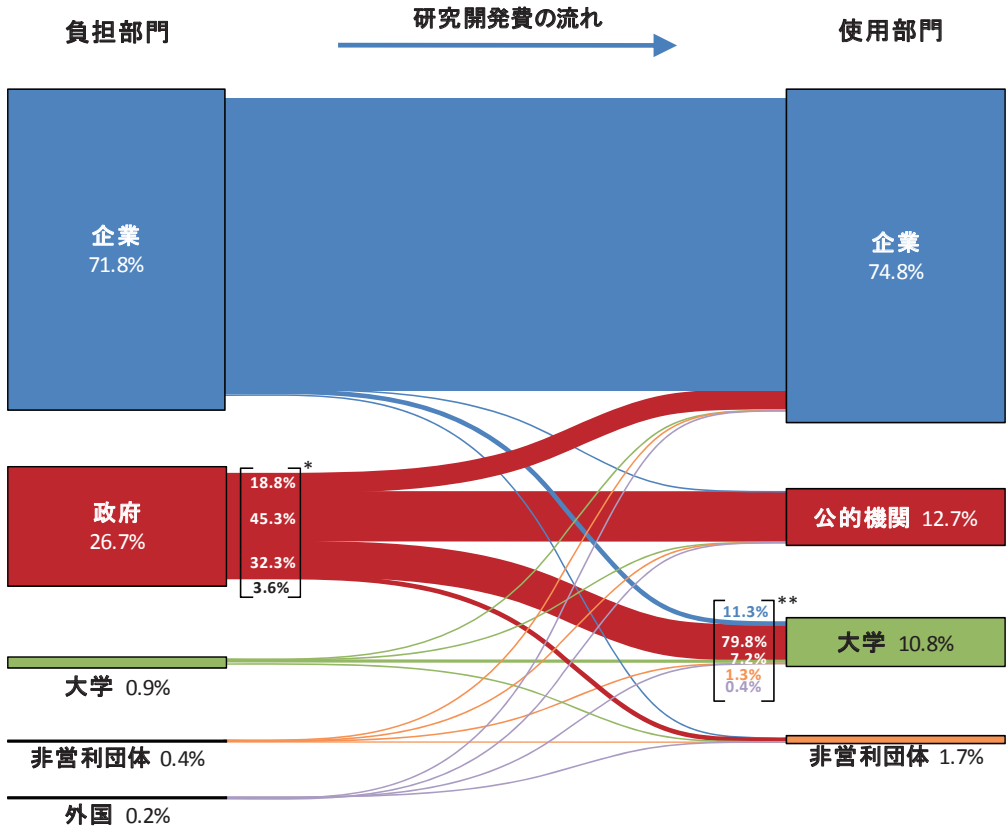 研究開発費の流れ
負担部門
使用部門
企業
71.8%
企業
74.8%
政府
26.7%
18.8%
45.3%
32.3%
3.6%
*
公的機関 12.7%
11.3%
79.8%
7.2%
1.3%
0.4%
**
大学 10.8%
大学 0.9%
非営利団体 0.4%
非営利団体 1.7%
外国 0.2%